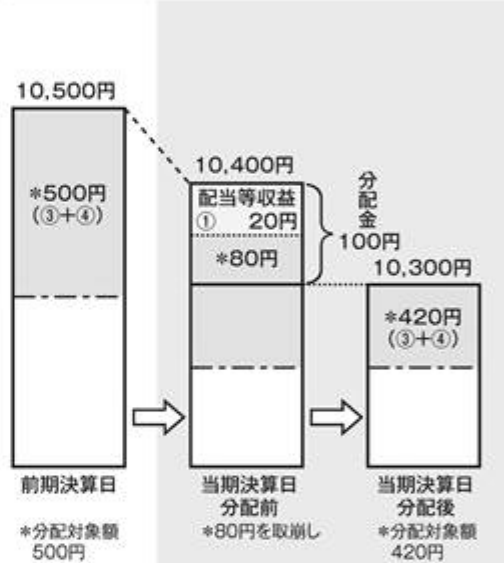 10,500円
*500円
(③+④)
10,400円
配当等収益
① 20円
*80円
分配金
100円
10,300円
*420円
(③+④)
前期決算日
*分配対象額
500円
当期決算日
分配前
*80円を取崩し
当期決算日
分配後
*分配対象額
420円